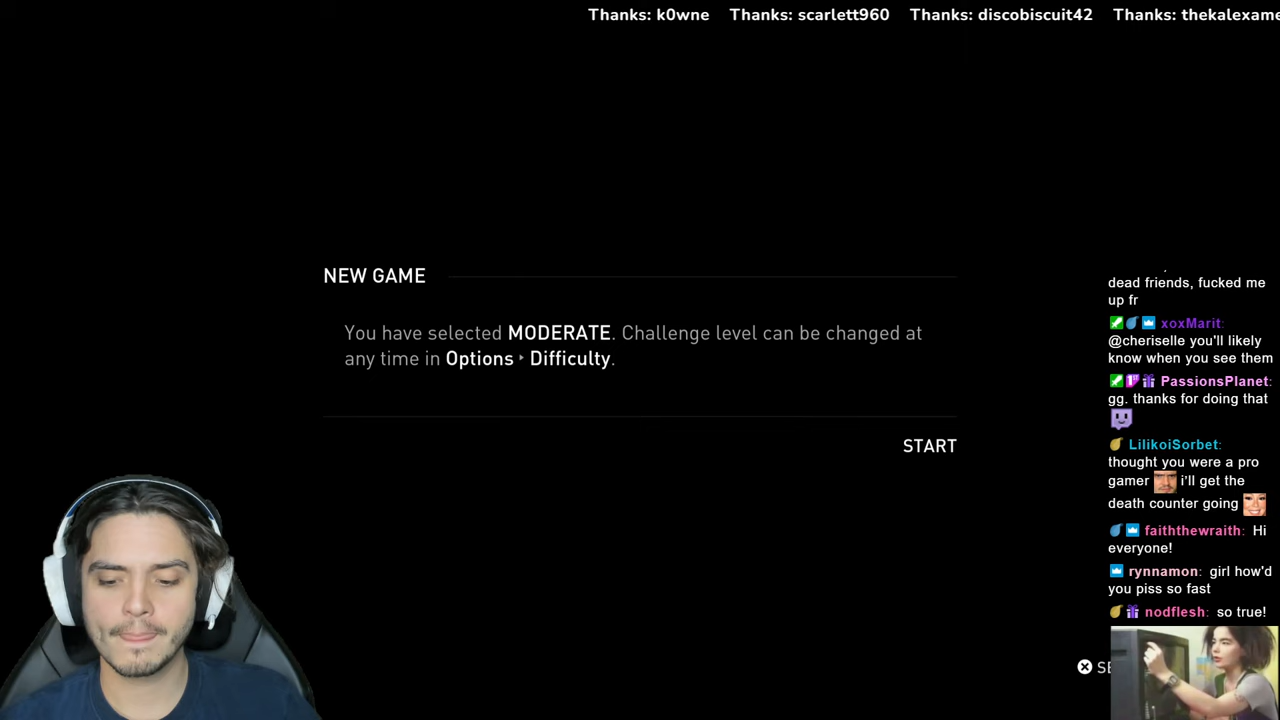 Thanks: k0wne Thanks: scarlett960 Thanks: discobiscuit42 Thanks: thekalexame
NEW GAME
You have selected MODERATE. Challenge level can be changed at
any time in Options ‣ Difficulty.
START
dead friends, fucked me
up fr
xoxMarit:
@cheriselle you'll likely
know when you see them
PassionsPlanet:
gg. thanks for doing that
LilikoiSorbet:
thought you were a pro
gamer i'll get the
death counter going
faiththewraith: Hi
everyone!
rynnamon: girl how'd
you piss so fast
nodflesh: so true!